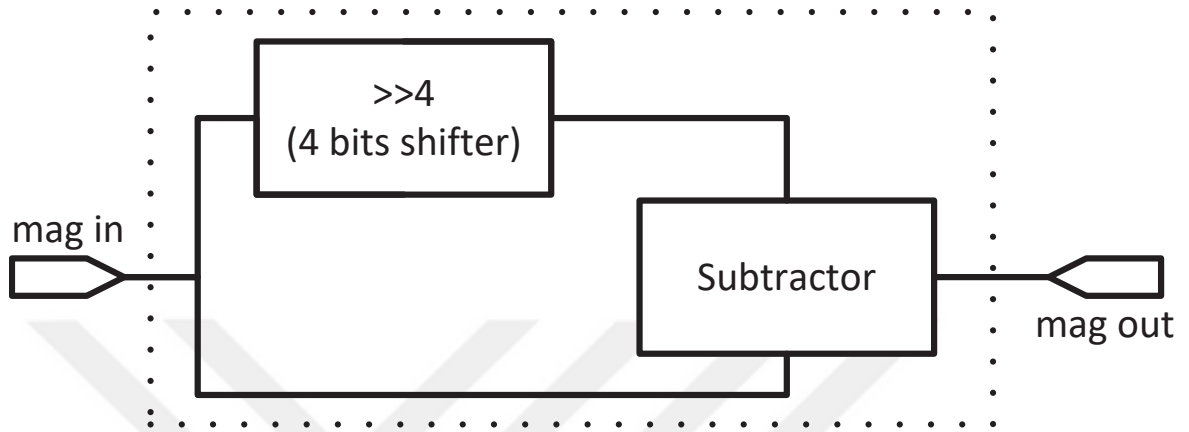 >>4
(4 bits shifter)
mag in
Subtractor
mag out